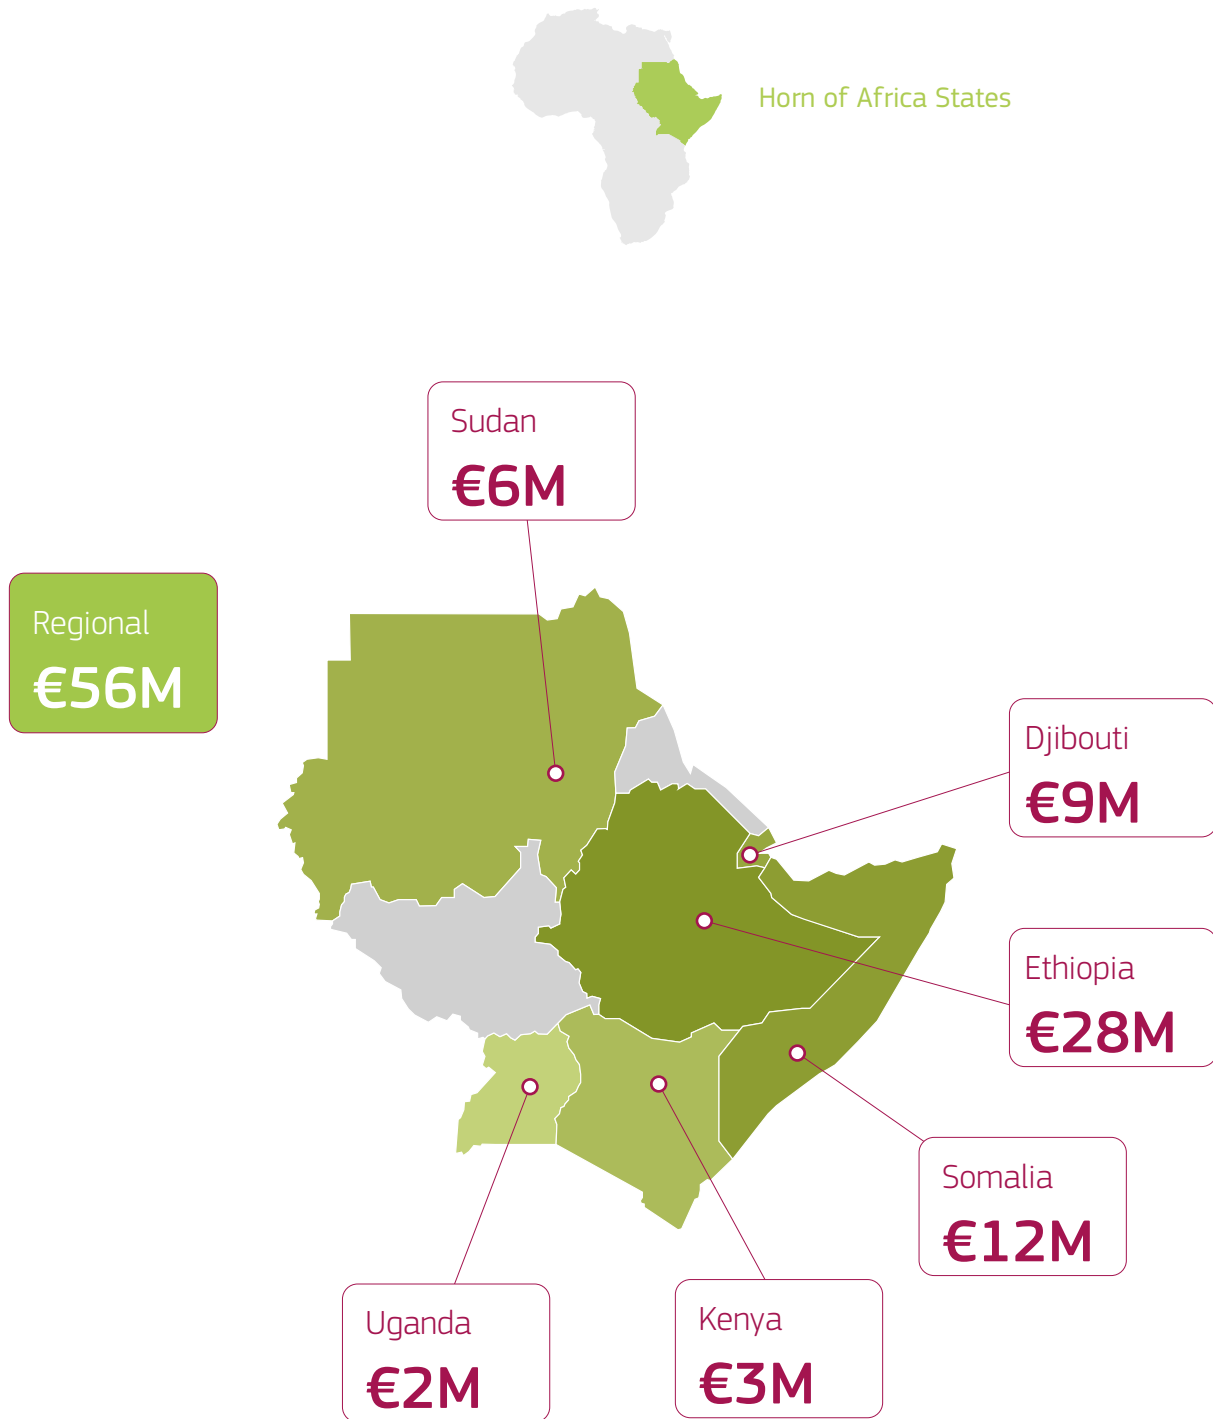 Horn of Africa States
Sudan
€6M
Regional
€56M
Djibouti
€9M
Ethiopia
€28M
Somalia
€12M
Kenya
€3M
Uganda
€2M